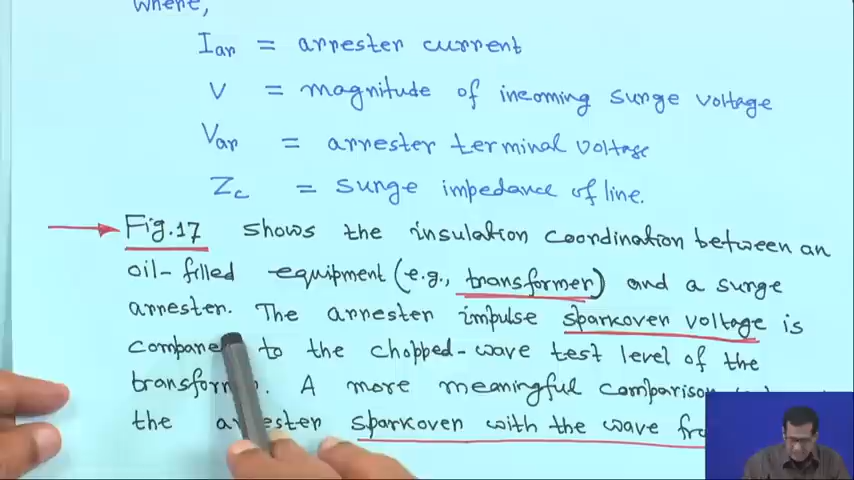 where,
Iar = arrester current
V = magnitude of incoming surge voltage
Var = arrester terminal voltage
Zc = surge impedance of line.
Fig.17 shows the insulation coordination between an
oil-filled equipment (e.g., transformer) and a surge
arrester. The arrester impulse sparkover voltage is
to the chopped-wave test level of the
A more meaningful comparison
the sparkover with the wave